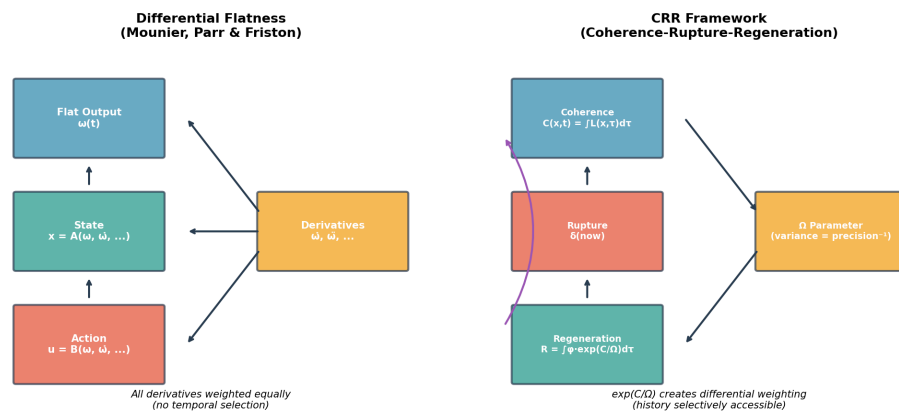 Differential Flatness
(Mounier, Parr & Friston)
Flat Output
ω(t)
State
x = A(ω, ω̇, ...)
Action
u = B(ω, ω̇, ...)
Derivatives
ω̇, ω̈, ...
All derivatives weighted equally
(no temporal selection)
CRR Framework
(Coherence-Rupture-Regeneration)
Coherence
C(x,t) = ∫L(x,τ)dτ
Rupture
δ(now)
Regeneration
R = ∫φ·exp(C/Ω)dτ
Ω Parameter
(variance = precision⁻¹)
exp(C/Ω) creates differential weighting
(history selectively accessible)